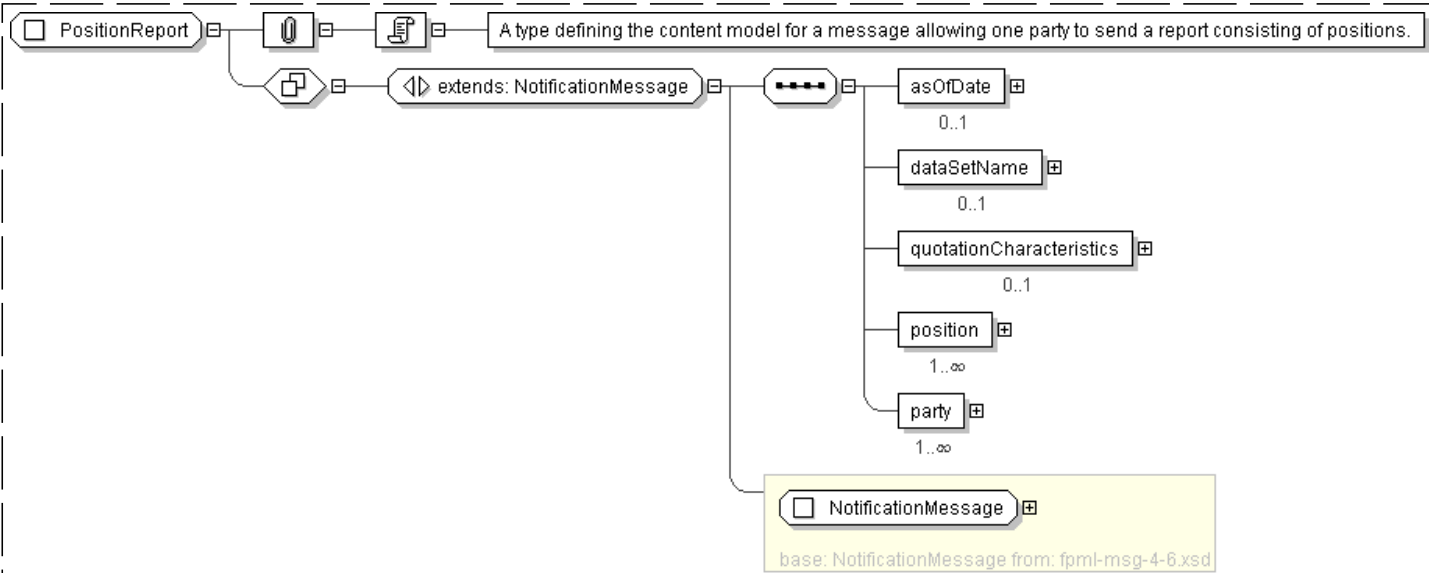 PositionReport
A type defining the content model for a message allowing one party to send a report consisting of positions.
extends: NotificationMessage
asOfDate
0..1
dataSetName
0..1
quotationCharacteristics
0..1
position
1..∞
party
1..∞
NotificationMessage
base: NotificationMessage from: fpml-msg-4-6.xsd